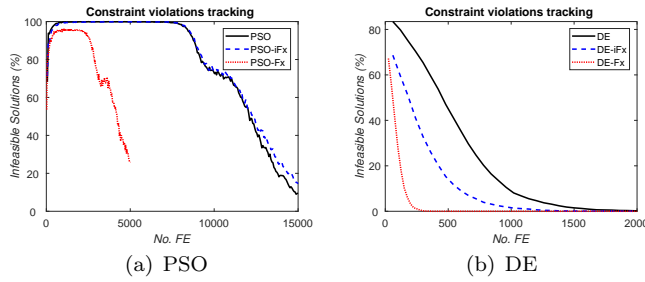 Constraint violations tracking
PSO
PSO-iFx
PSO-Fx
Infeasible Solutions (%)
100
80
60
40
20
0
0
5000
10000
15000
No. FE
(a) PSO
Constraint violations tracking
DE
DE-iFx
DE-Fx
Infeasible Solutions (%)
80
60
40
20
0
0
500
1000
1500
2000
No. FE
(b) DE